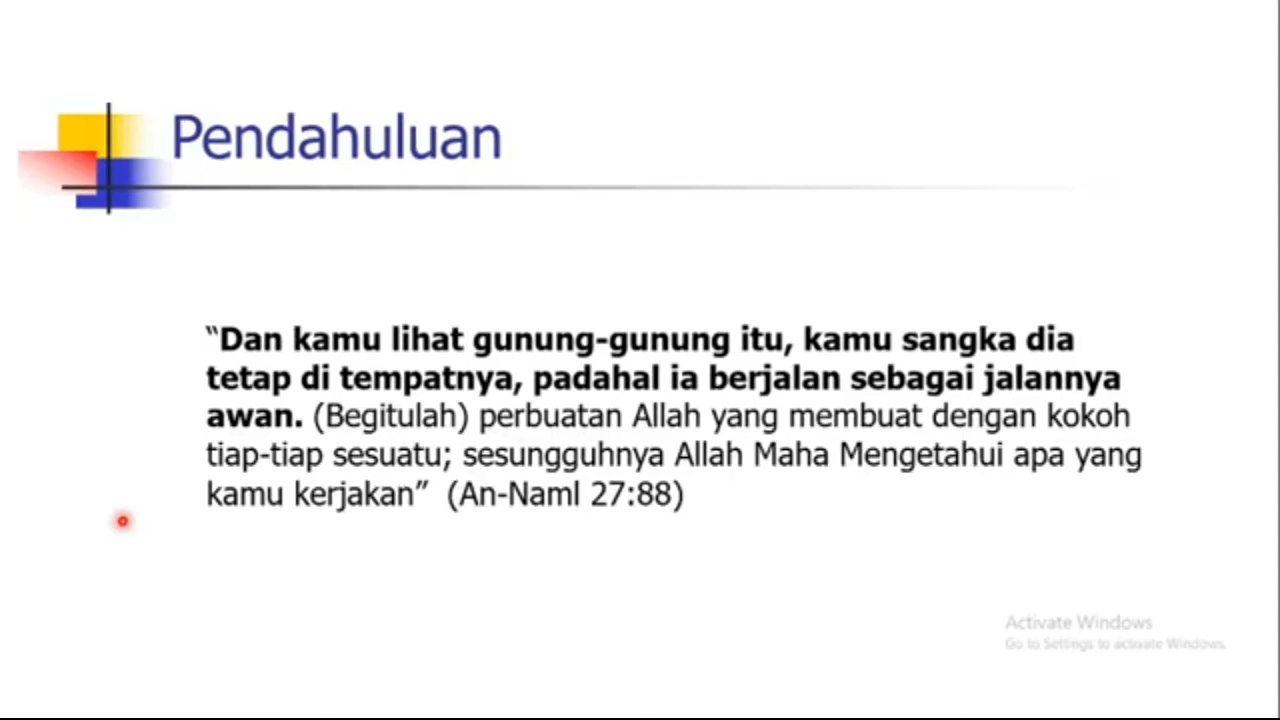 Pendahuluan
“Dan kamu lihat gunung-gunung itu, kamu sangka dia
tetap di tempatnya, padahal ia berjalan sebagai jalannya
awan. (Begitulah) perbuatan Allah yang membuat dengan kokoh
tiap-tiap sesuatu; sesungguhnya Allah Maha Mengetahui apa yang
kamu kerjakan” (An-Naml 27:88)
Activate Windows
Go to Settings to activate Windows.